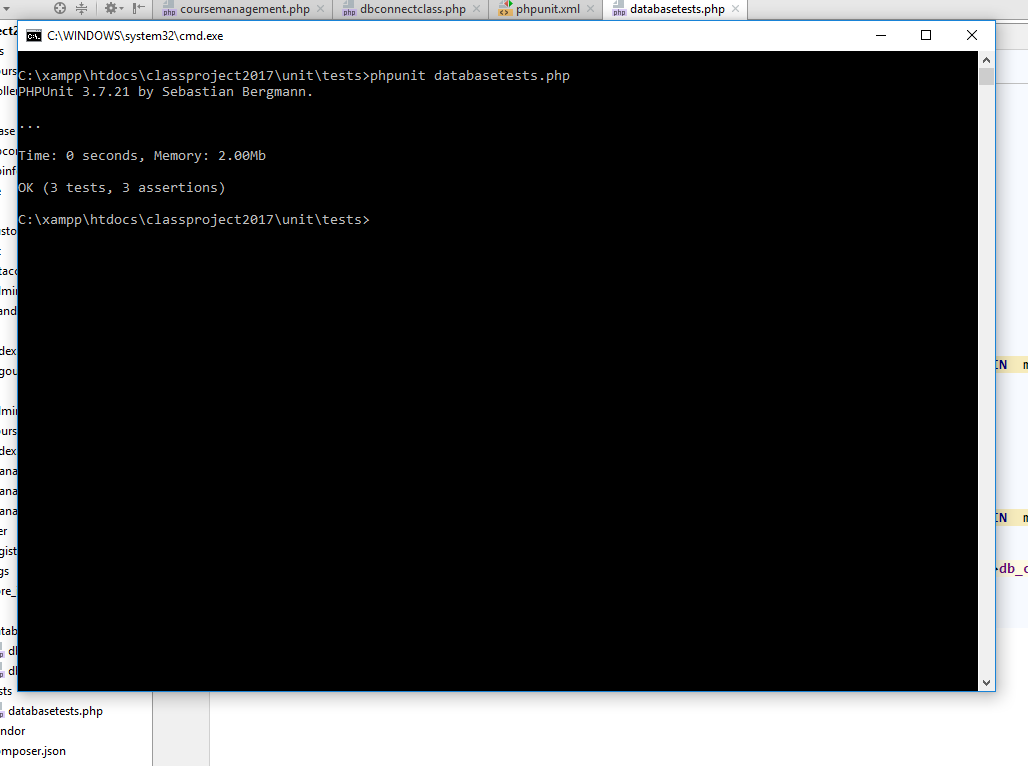 coursemanagement.php
dbconnectclass.php
phpunit.xml
databasetests.php
C:\WINDOWS\system32\cmd.exe
C:\xampp\htdocs\classproject2017\unit\tests>phpunit databasetests.php
PHPUnit 3.7.21 by Sebastian Bergmann.
...
Time: 0 seconds, Memory: 2.00Mb
OK (3 tests, 3 assertions)
C:\xampp\htdocs\classproject2017\unit\tests>
databasetests.php
ndor
mposer.json